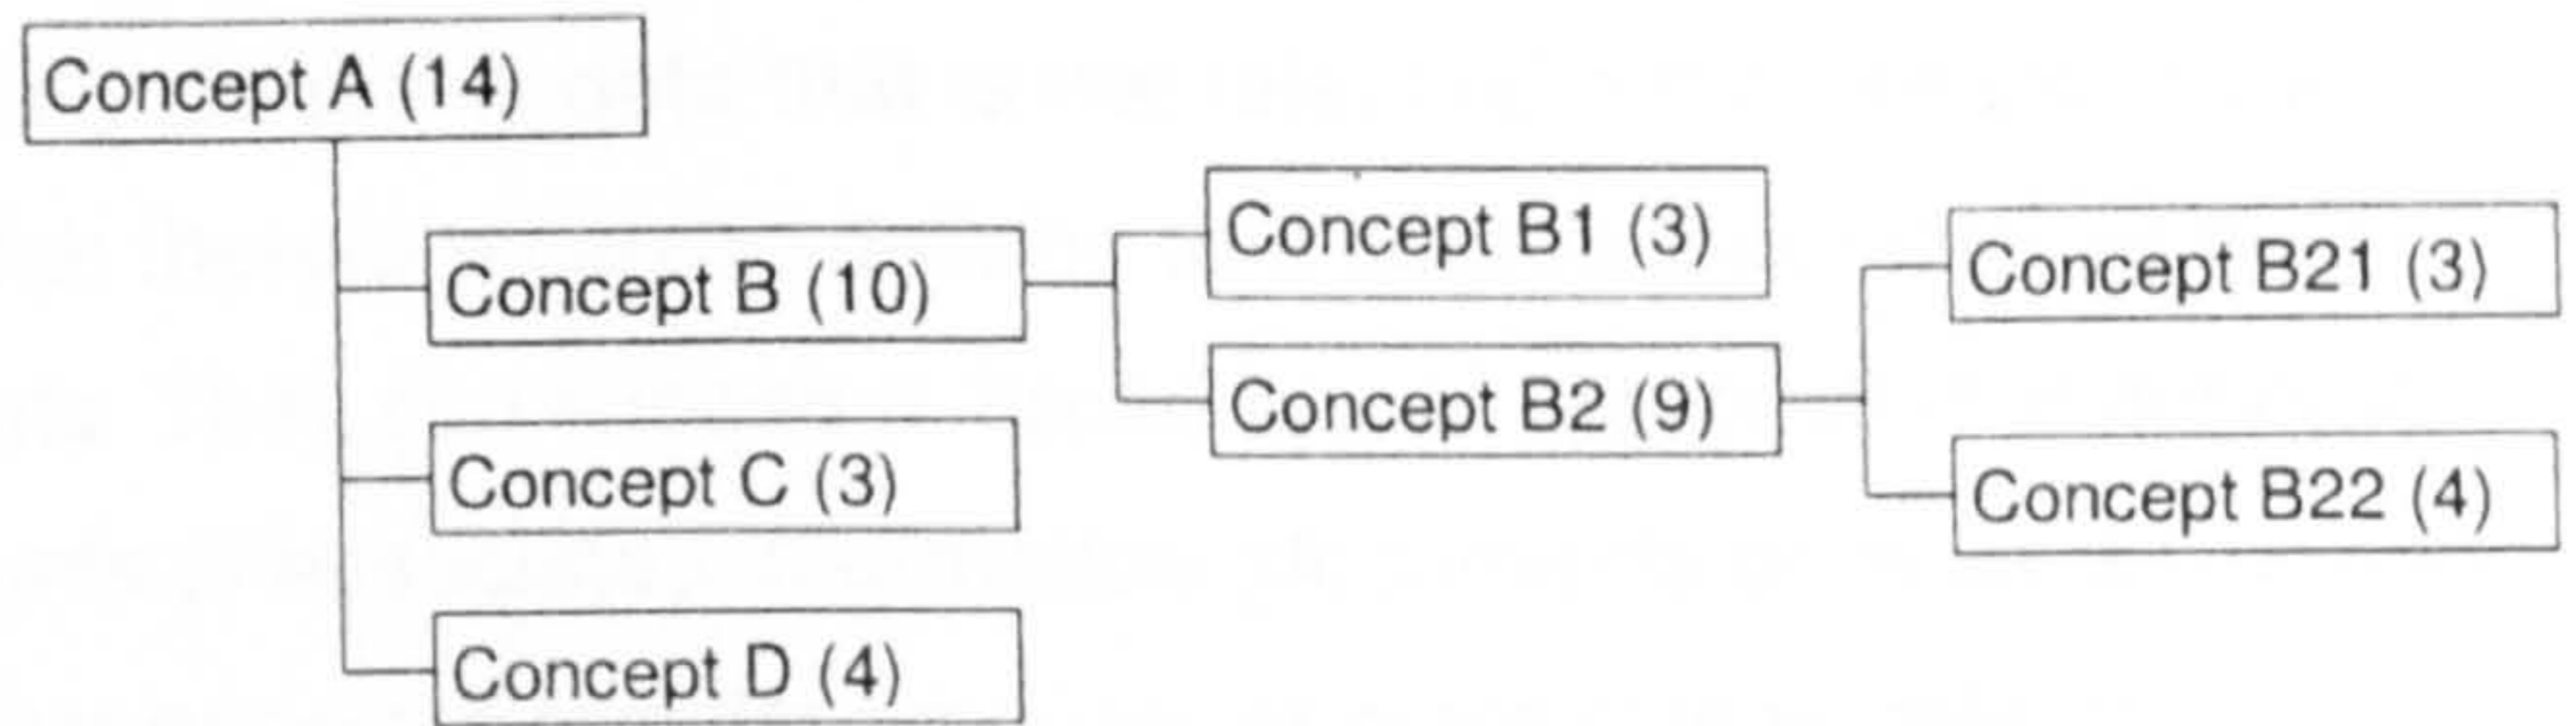 Concept A (14)
Concept B (10)
Concept C (3)
Concept D (4)
Concept B1 (3)
Concept B2 (9)
Concept B21 (3)
Concept B22 (4)